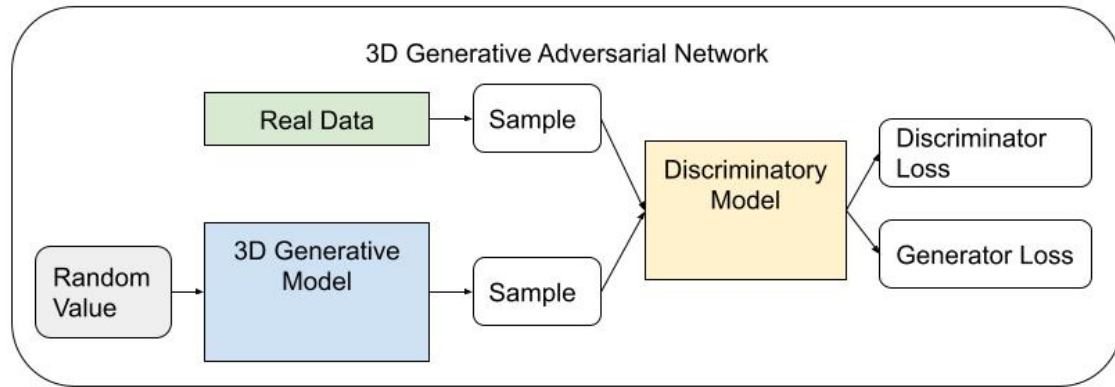 3D Generative Adversarial Network
Real Data
Sample
Discriminatory
Model
Discriminator
Loss
Generator Loss
3D Generative
Model
Random
Value
Sample